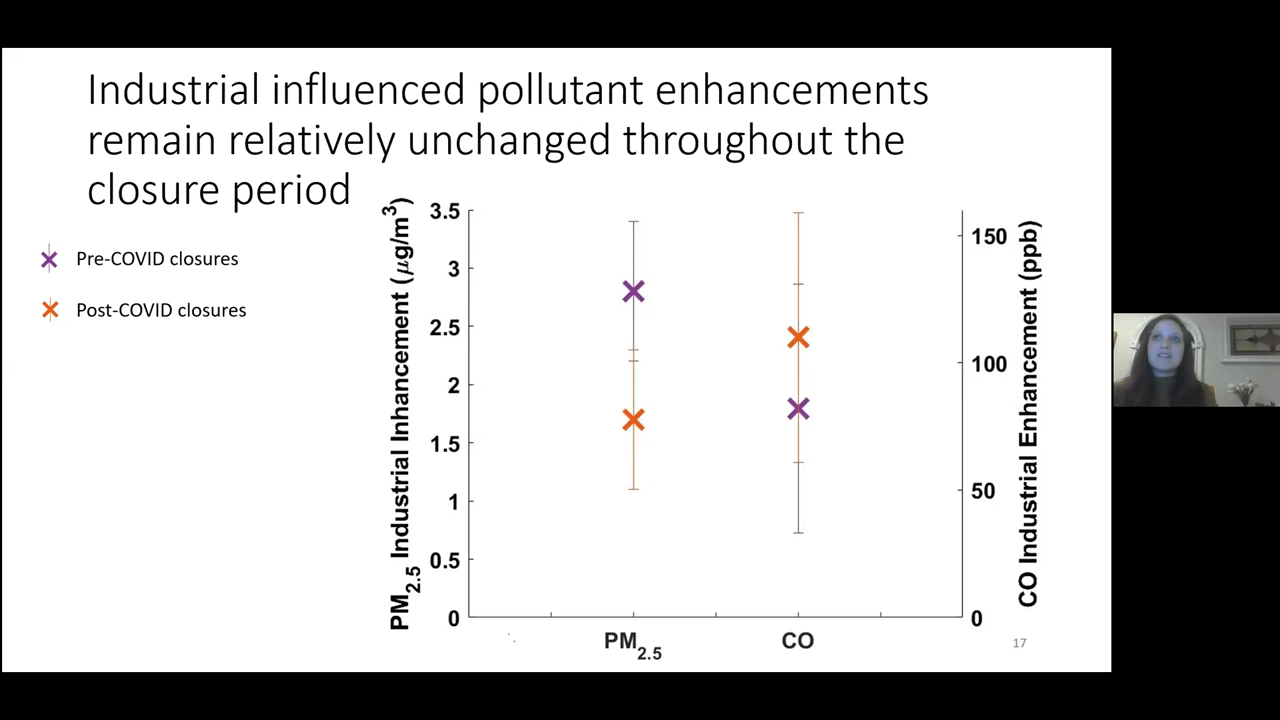 Industrial influenced pollutant enhancements
remain relatively unchanged throughout the
closure period
Pre-COVID closures
Post-COVID closures
PM2.5 Industrial Inhancement (μg/m3)
3.5
3
2.5
2
1.5
1
0.5
0
PM2.5
CO
150
100
50
0
CO Industrial Enhancement (ppb)
17